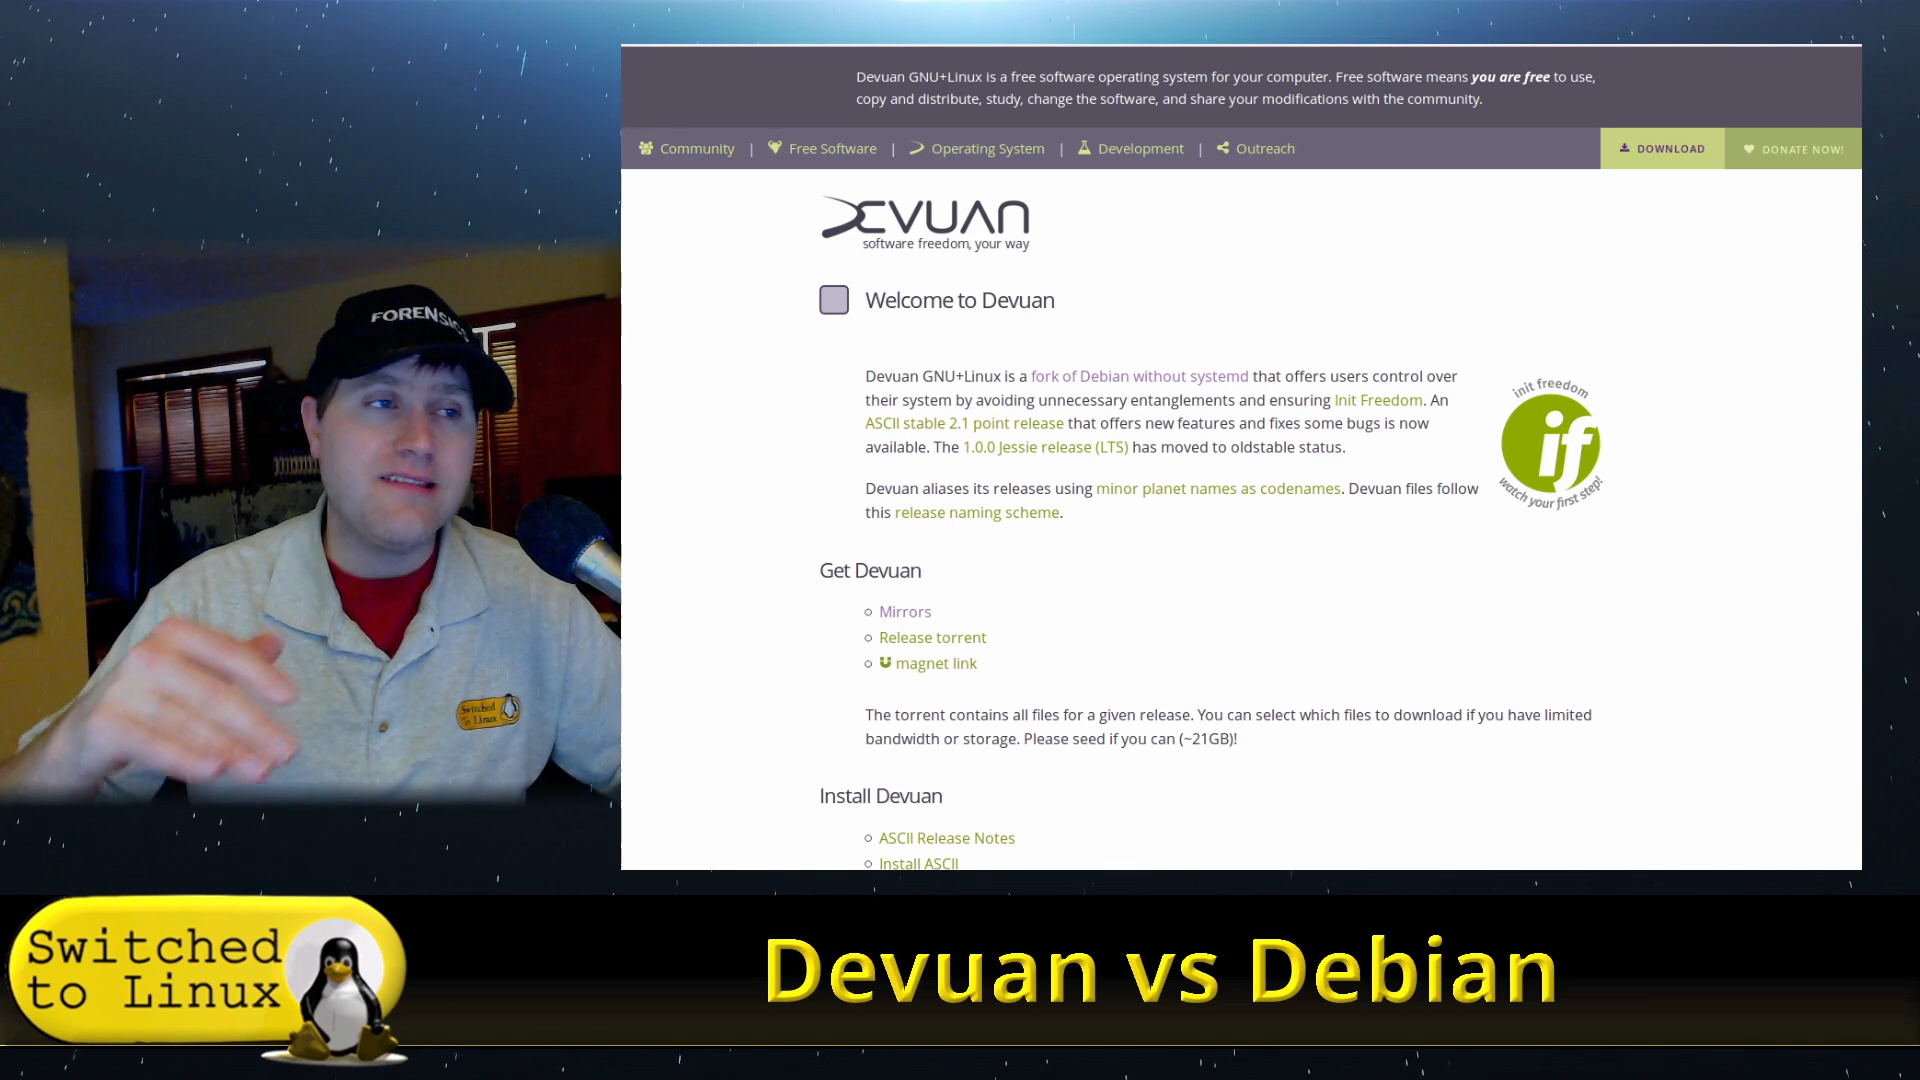 Devuan GNU+Linux is a free software operating system for your computer. Free software means you are free to use,
copy and distribute, study, change the software, and share your modifications with the community.
Community | Free Software | Operating System | Development | Outreach
DOWNLOAD
DONATE NOW!
DEVUAN
software freedom, your way
Welcome to Devuan
Devuan GNU+Linux is a fork of Debian without systemd that offers users control over
their system by avoiding unnecessary entanglements and ensuring Init Freedom. An
ASCII stable 2.1 point release that offers new features and fixes some bugs is now
available. The 1.0.0 Jessie release (LTS) has moved to oldstable status.
init freedom
if
watch your first step!
Devuan aliases its releases using minor planet names as codenames. Devuan files follow
this release naming scheme.
Get Devuan
Mirrors
Release torrent
magnet link
The torrent contains all files for a given release. You can select which files to download if you have limited
bandwidth or storage. Please seed if you can (~21GB)!
Install Devuan
ASCII Release Notes
Install ASCII
FORENSIC
Switched
to Linux
Switched
to Linux
Devuan vs Debian